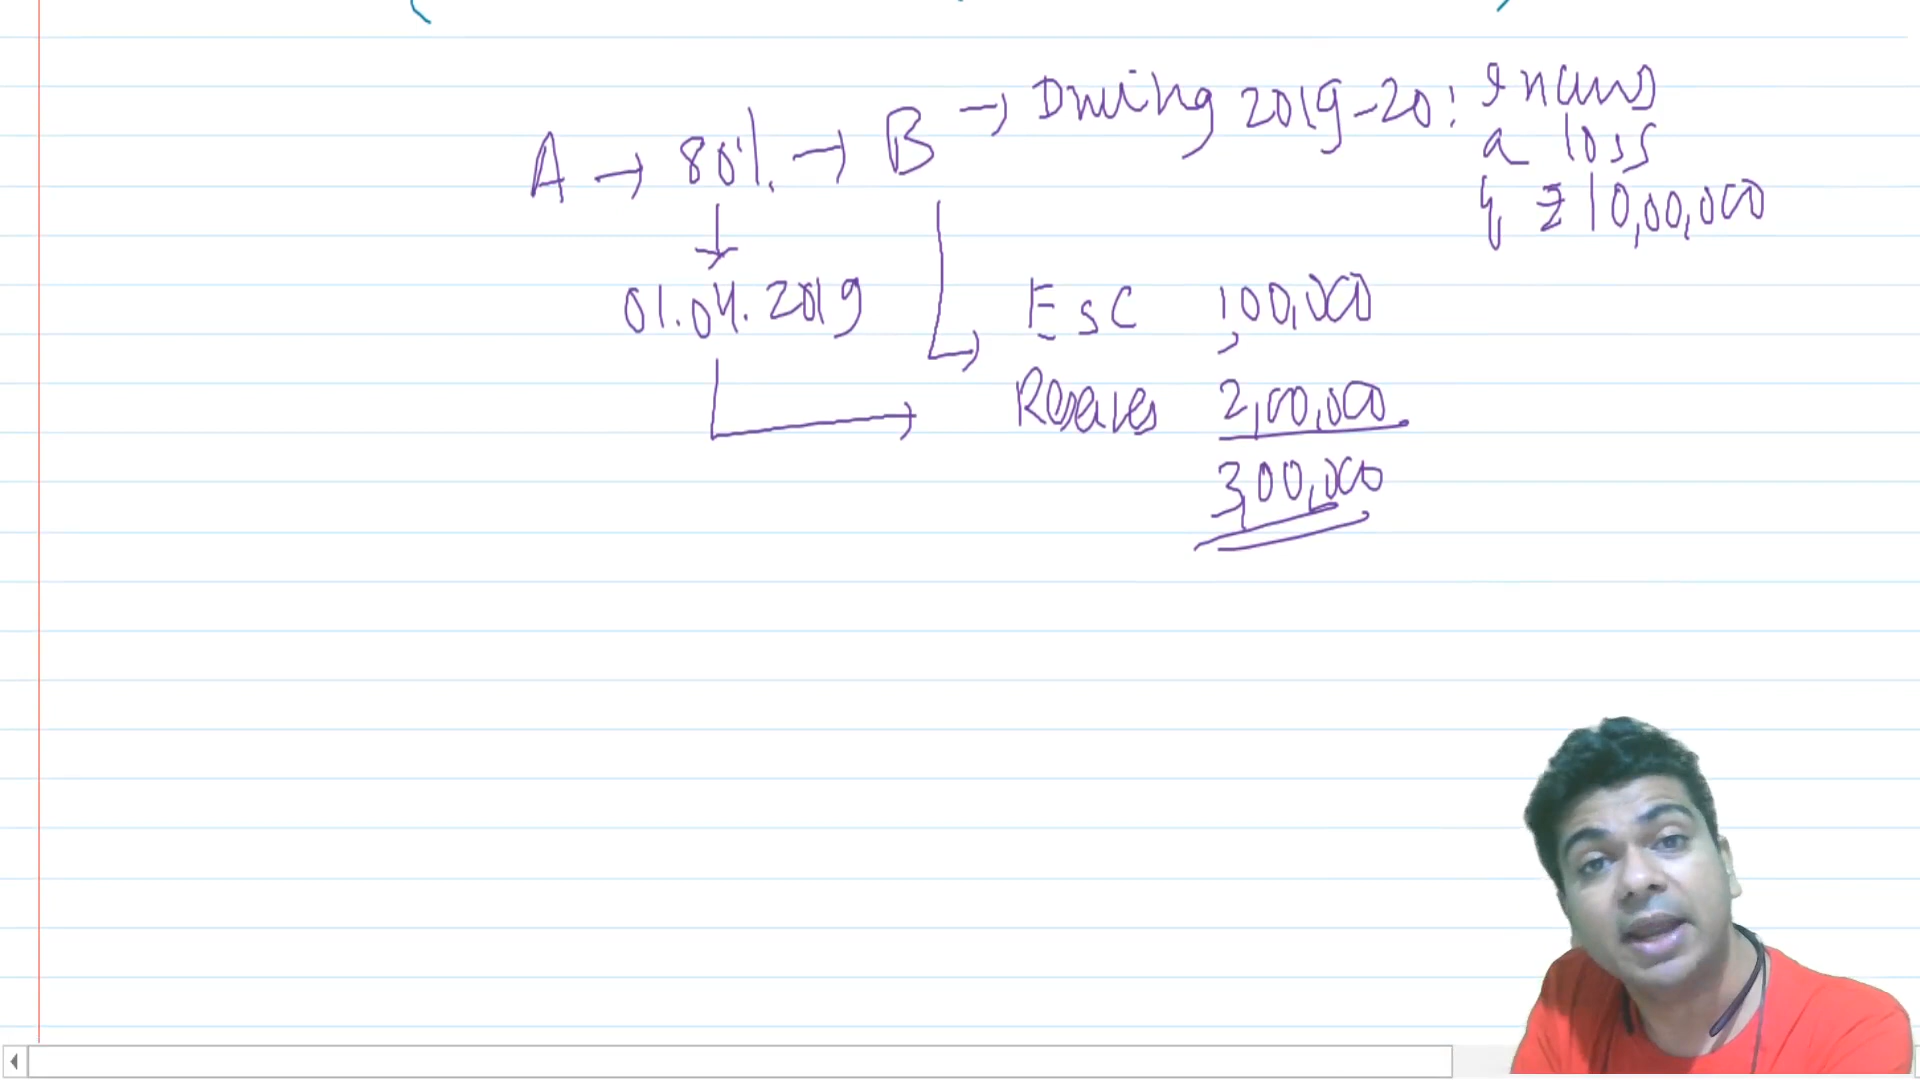 A → 80% → B → During 2019-20: Incurs
a loss
of ₹ 10,00,000
01.04.2019
ESC 1,00,000
Reserves 2,00,000
3,00,000